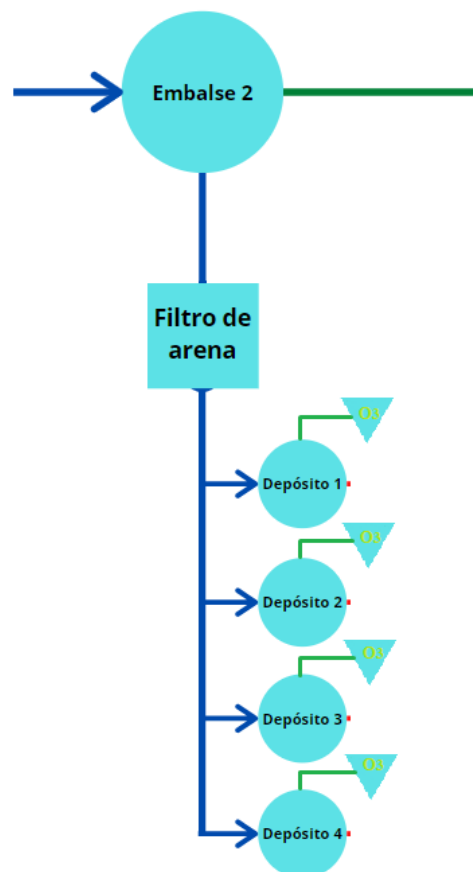 Embalse 2
Filtro de
arena
O3
Depósito 1
O3
Depósito 2
O3
Depósito 3
O3
Depósito 4